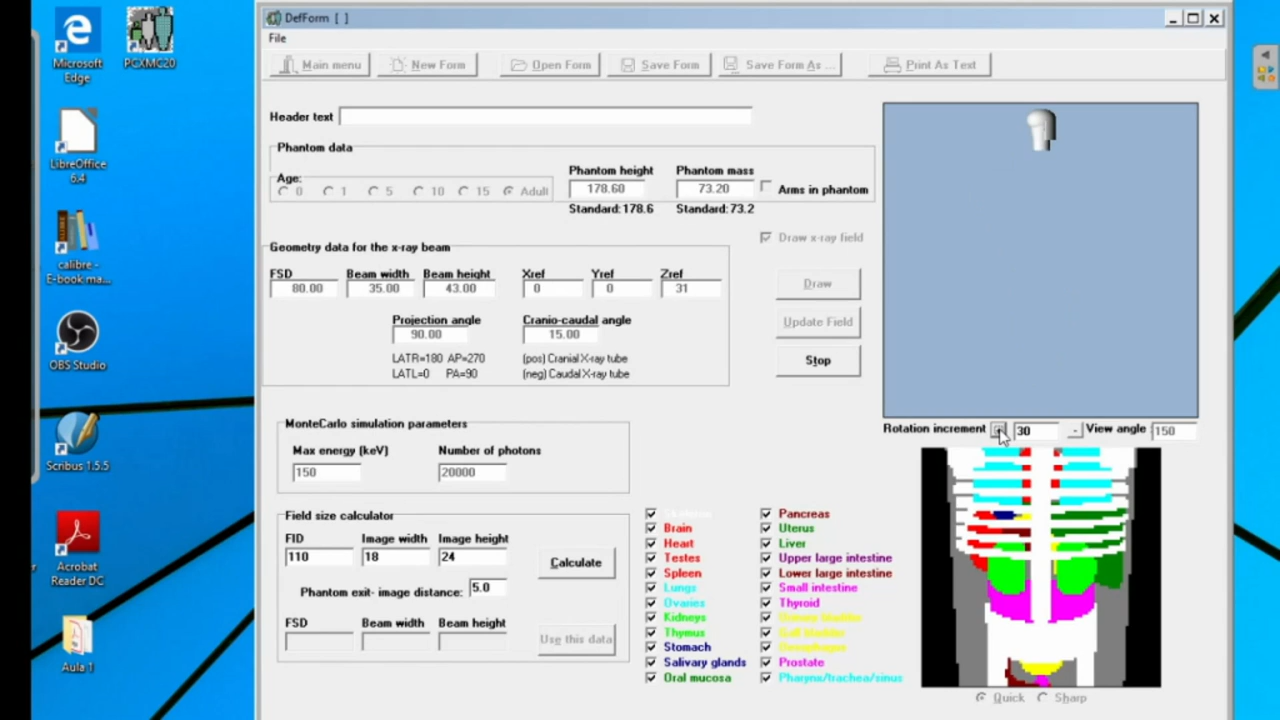 Microsoft
Edge
PCXMC20
LibreOffice
6.4
calibre -
E-book ma...
OBS Studio
Scribus 1.5.5
Acrobat
Reader DC
Aula 1
DefForm [ ]
File
Main menu
New Form
Open Form
Save Form
Save Form As ...
Print As Text
Header text
Phantom data
Age:
0 1 5 10 15 Adult
Phantom height
178.60
Standard:178.6
Phantom mass
73.20
Standard:73.2
Arms in phantom
Geometry data for the x-ray beam
FSD Beam width Beam height Xref Yref Zref
80.00 35.00 43.00 0 0 31
Projection angle
90.00
LATR=180 AP=270
LATL=0 PA=90
Cranio-caudal angle
15.00
(pos) Cranial X-ray tube
(neg) Caudal X-ray tube
Draw x-ray field
Draw
Update Field
Stop
MonteCarlo simulation parameters
Max energy (keV)
150
Number of photons
20000
Field size calculator
FID Image width Image height
110 18 24
Calculate
Phantom exit- image distance: 5.0
FSD Beam width Beam height
Use this data
Skeleton
Brain
Heart
Testes
Spleen
Lungs
Ovaries
Kidneys
Thymus
Stomach
Salivary glands
Oral mucosa
Pancreas
Uterus
Liver
Upper large intestine
Lower large intestine
Small intestine
Thyroid
Urinary bladder
Gall bladder
Oesophagus
Prostate
Pharynx/trachea/sinus
Rotation increment 30 - View angle 150
Quick Sharp